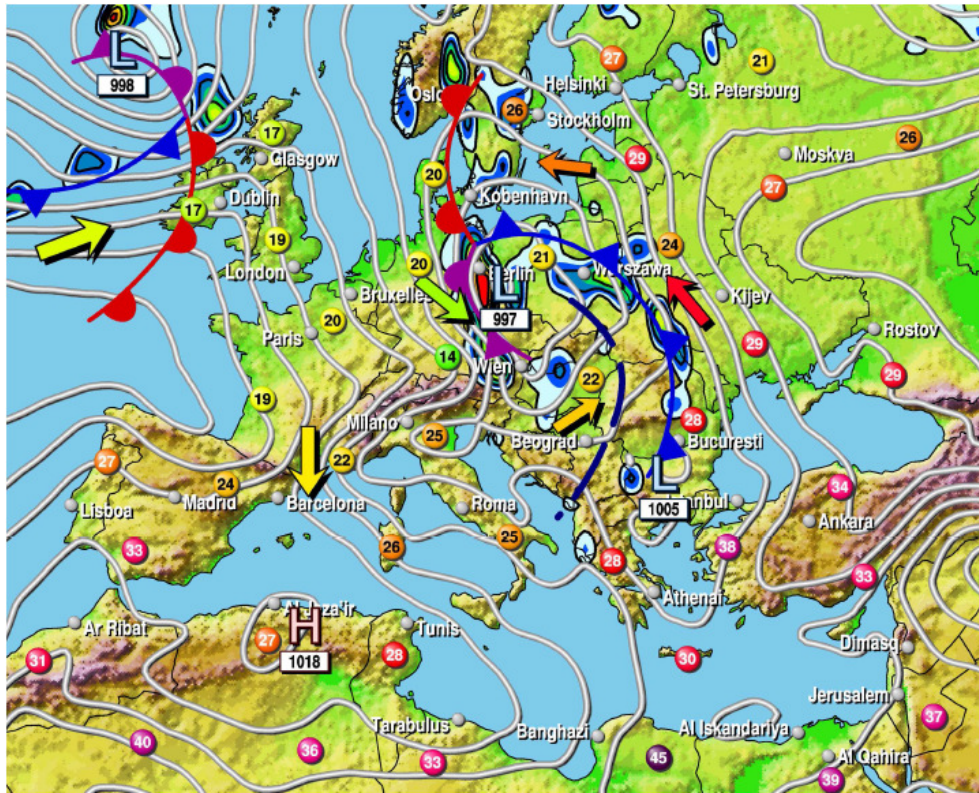 L
998
17
Glasgow
17
Dublin
19
London
Oslo
26
Stockholm
Helsinki
27
St. Petersburg
21
Moskva
26
29
27
20
København
20
Bruxelles
Berlin
21
Warszawa
24
Kijev
L
997
Paris
20
14
Wien
22
29
Rostov
29
19
Milano
25
Beograd
28
Bucuresti
27
24
Madrid
Lisboa
33
22
Barcelona
Roma
25
26
L
1005
Istanbul
34
Ankara
38
33
28
Athenai
Al Jaza'ir
27
H
1018
Ar Ribat
31
Tunis
28
30
Dimasq
Jerusalem
37
Tarabulus
Banghazi
Al Iskandariya
Al Qahira
40
36
33
45
39